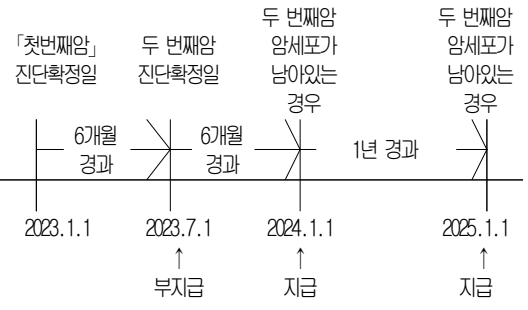 「첫번째암」
진단확정일
두 번째암
진단확정일
두 번째암
암세포가
남아있는
경우
두 번째암
암세포가
남아있는
경우
6개월
경과
6개월
경과
1년 경과
2023.1.1
2023.7.1
2024.1.1
2025.1.1
↑
↑
↑
부지급
지급
지급